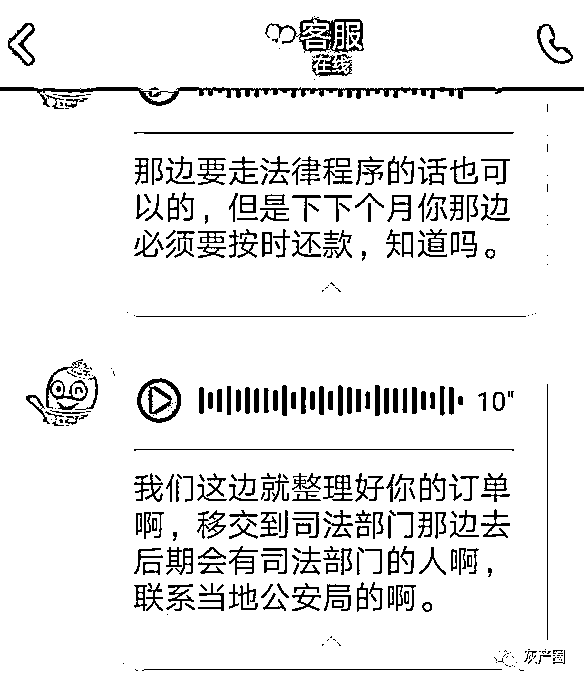 客服
在线
那边要走法律程序的话也可
以的，但是下下个月你那边
必须要按时还款，知道吗。
10"
我们这边就整理好你的订单
啊，移交到司法部门那边去
后期会有司法部门的人啊，
联系当地公安局的啊。
灰产圈